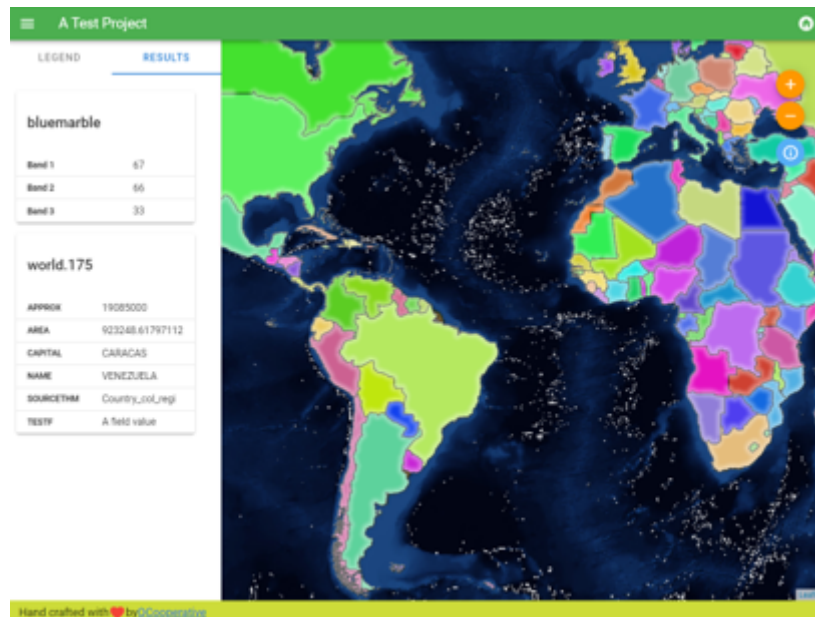 A Test Project
LEGEND RESULTS
bluemarble
Band 1 67
Band 2 66
Band 3 33
world.175
APPROX 19085000
AREA 923248.61797112
CAPITAL CARACAS
NAME VENEZUELA
SOURCETHM Country_col_regi
TESTF A field value
+
−
Hand crafted with ❤ by QCooperative